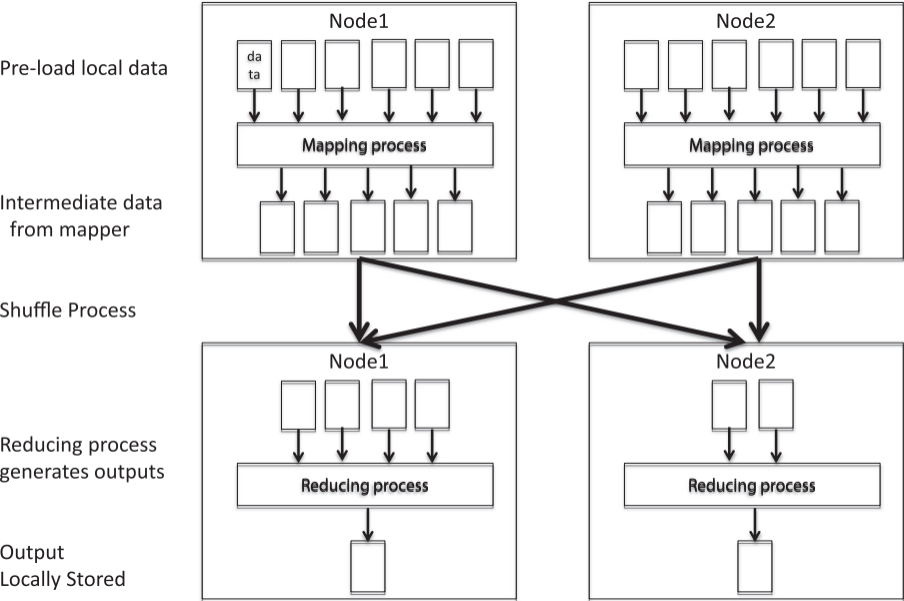 Node1
Node2
Pre-load local data
da
ta
Mapping process
Mapping process
Intermediate data
from mapper
Shuffle Process
Node1
Node2
Reducing process
generates outputs
Reducing process
Reducing process
Output
Locally Stored